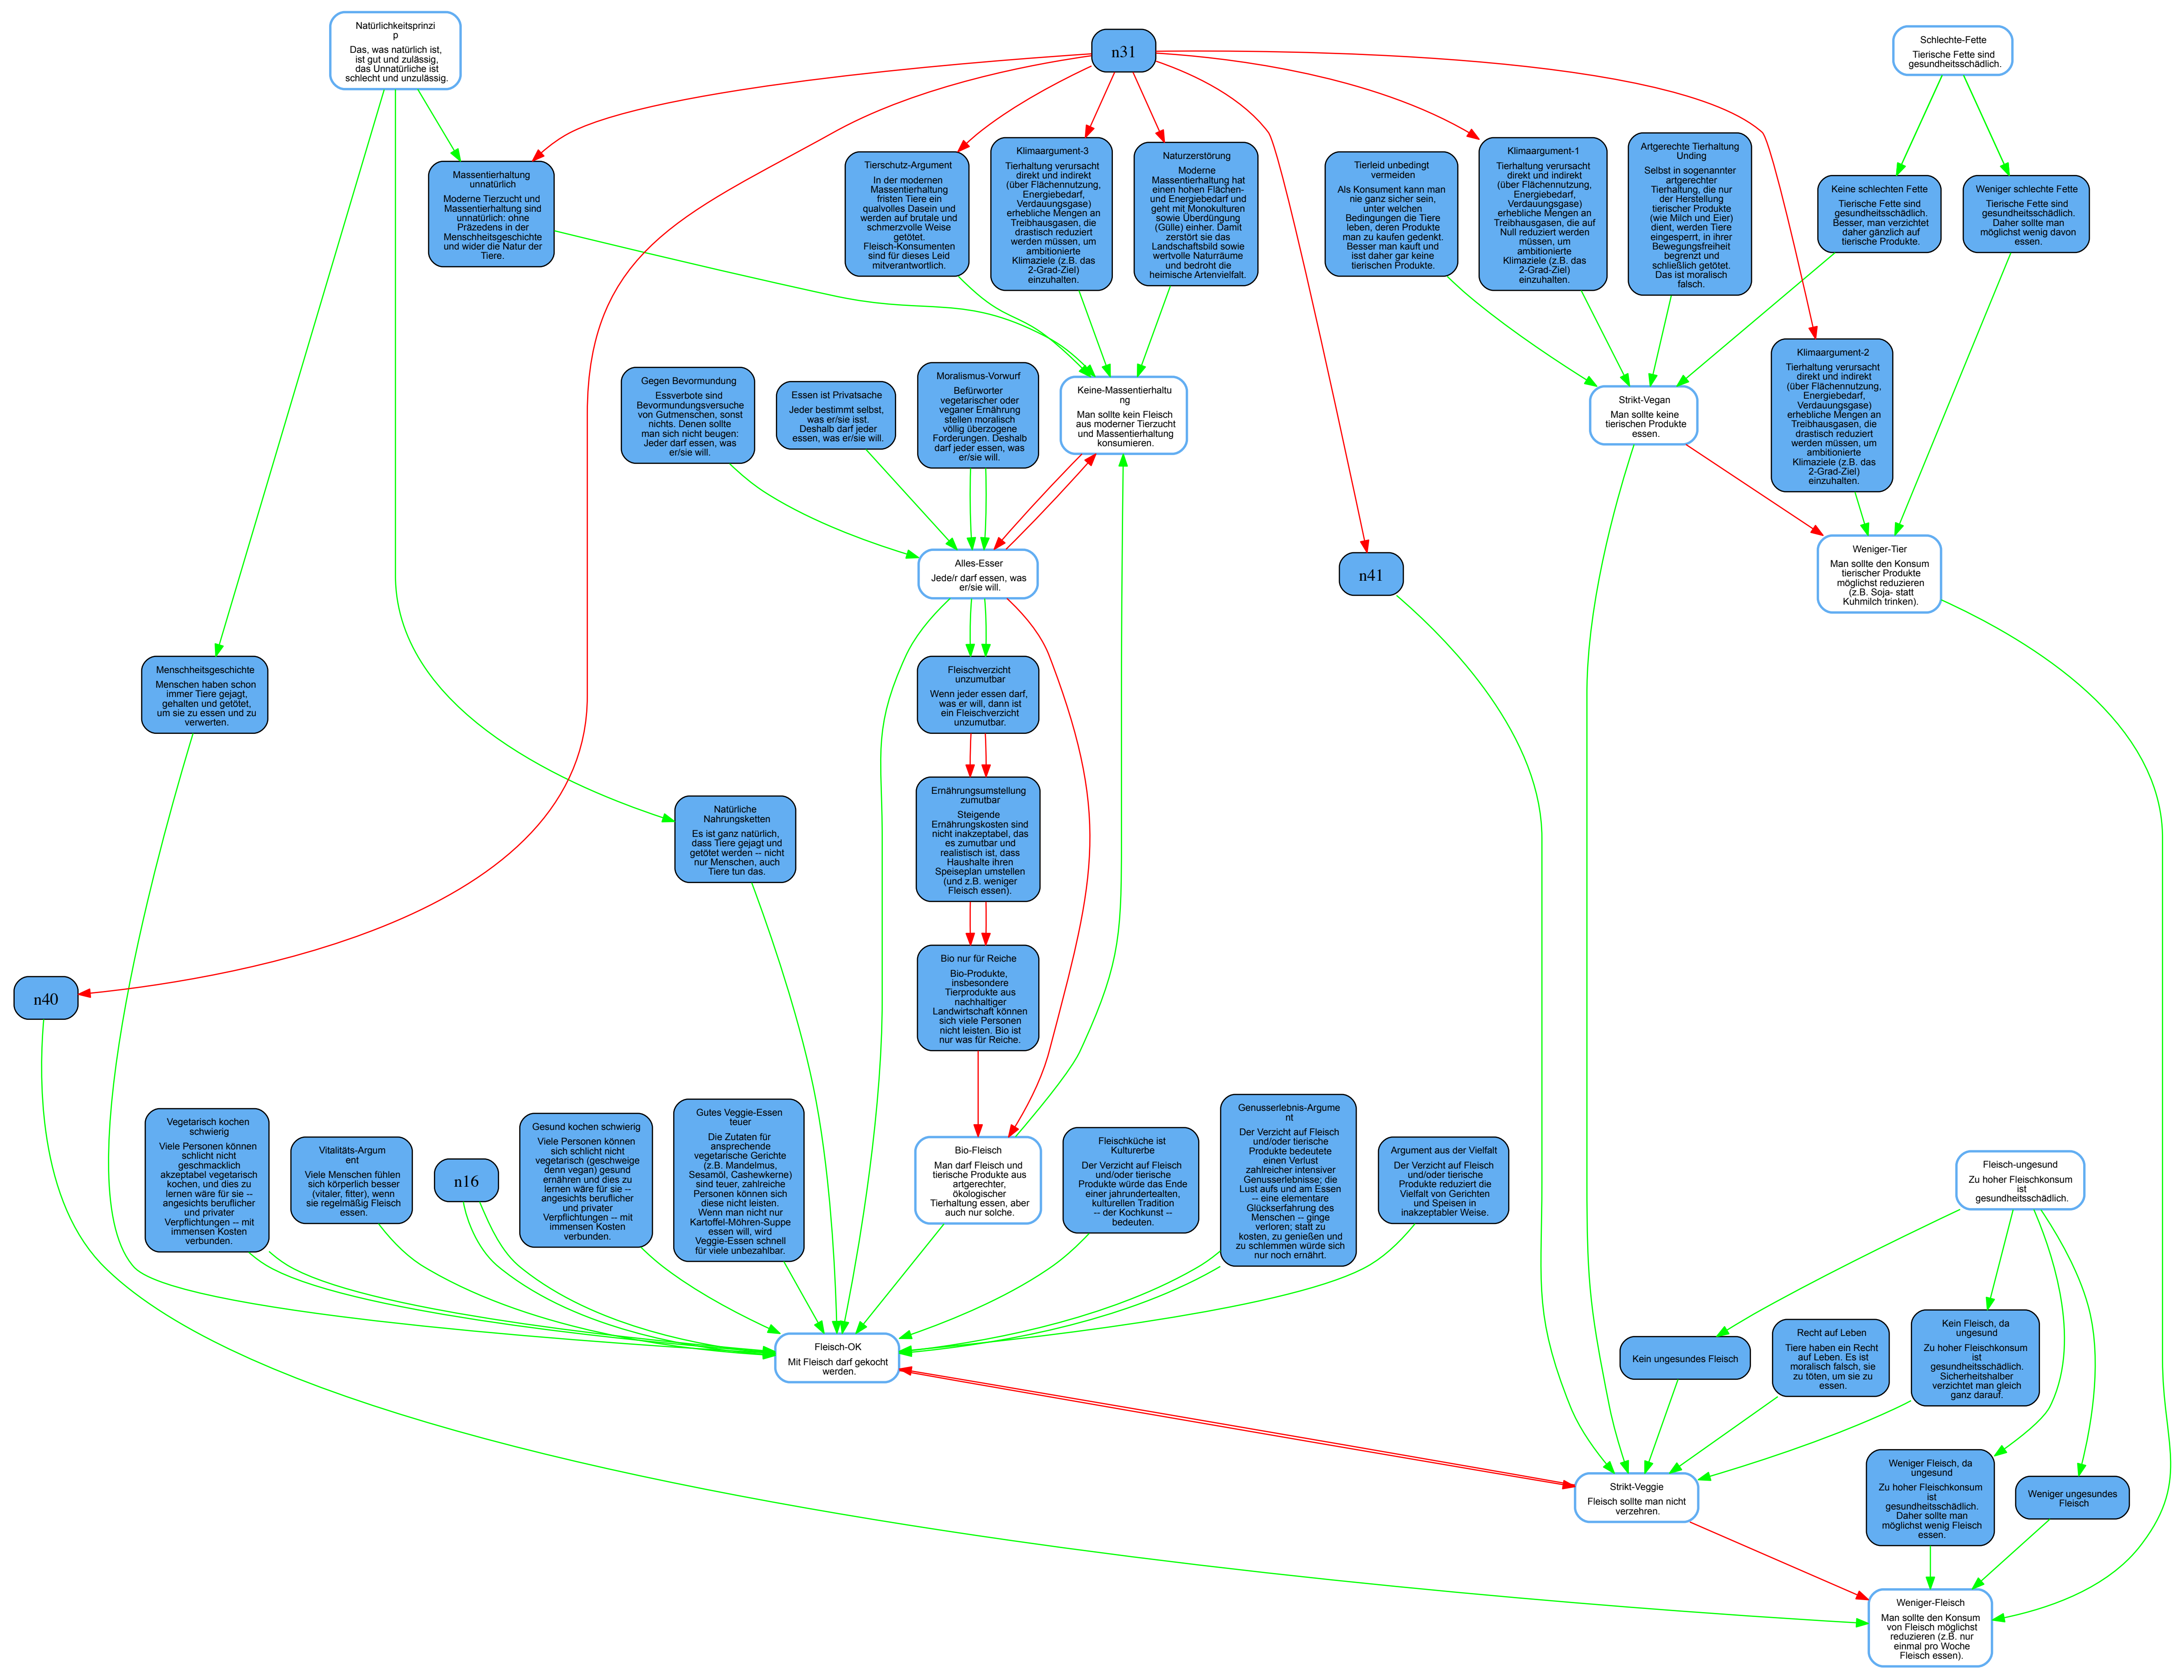 Natürlichkeitsprinzi
p
Das, was natürlich ist,
ist gut und zulässig,
das Unnatürliche ist
schlecht und unzulässig.
n31
Schlechte-Fette
Tierische Fette sind
gesundheitsschädlich.
Massentierhaltung
unnatürlich
Moderne Tierzucht und
Massentierhaltung sind
unnatürlich: ohne
Präzedens in der
Menschheitsgeschichte
und wider die Natur der
Tiere.
Tierschutz-Argument
In der modernen
Massentierhaltung
fristen Tiere ein
qualvolles Dasein und
werden auf brutale und
schmerzvolle Weise
getötet.
Fleisch-Konsumenten
sind für dieses Leid
mitverantwortlich.
Klimaargument-3
Tierhaltung verursacht
direkt und indirekt
(über Flächennutzung,
Energiebedarf,
Verdauungsgase)
erhebliche Mengen an
Treibhausgasen, die
drastisch reduziert
werden müssen, um
ambitionierte
Klimaziele (z.B. das
2-Grad-Ziel)
einzuhalten.
Naturzerstörung
Moderne
Massentierhaltung hat
einen hohen Flächen-
und Energiebedarf und
geht mit Monokulturen
sowie Überdüngung
(Gülle) einher. Damit
zerstört sie das
Landschaftsbild sowie
wertvolle Naturräume
und bedroht die
heimische Artenvielfalt.
Tierleid unbedingt
vermeiden
Als Konsument kann man
nie ganz sicher sein,
unter welchen
Bedingungen die Tiere
leben, deren Produkte
man zu kaufen gedenkt.
Besser man kauft und
isst daher gar keine
tierischen Produkte.
Klimaargument-1
Tierhaltung verursacht
direkt und indirekt
(über Flächennutzung,
Energiebedarf,
Verdauungsgase)
erhebliche Mengen an
Treibhausgasen, die auf
Null reduziert werden
müssen, um
ambitionierte
Klimaziele (z.B. das
2-Grad-Ziel)
einzuhalten.
Artgerechte Tierhaltung
Unding
Selbst in sogenannter
artgerechter
Tierhaltung, die nur
der Herstellung
tierischer Produkte
(wie Milch und Eier)
dient, werden Tiere
eingesperrt, in ihrer
Bewegungsfreiheit
begrenzt und
schließlich getötet.
Das ist moralisch
falsch.
Keine schlechten Fette
Tierische Fette sind
gesundheitsschädlich.
Besser, man verzichtet
daher gänzlich auf
tierische Produkte.
Weniger schlechte Fette
Tierische Fette sind
gesundheitsschädlich.
Daher sollte man
möglichst wenig davon
essen.
Klimaargument-2
Tierhaltung verursacht
direkt und indirekt
(über Flächennutzung,
Energiebedarf,
Verdauungsgase)
erhebliche Mengen an
Treibhausgasen, die
drastisch reduziert
werden müssen, um
ambitionierte
Klimaziele (z.B. das
2-Grad-Ziel)
einzuhalten.
Gegen Bevormundung
Essverbote sind
Bevormundungsversuche
von Gutmenschen, sonst
nichts. Denen sollte
man sich nicht beugen:
Jeder darf essen, was
er/sie will.
Essen ist Privatsache
Jeder bestimmt selbst,
was er/sie isst.
Deshalb darf jeder
essen, was er/sie will.
Moralismus-Vorwurf
Befürworter
vegetarischer oder
veganer Ernährung
stellen moralisch
völlig überzogene
Forderungen. Deshalb
darf jeder essen, was
er/sie will.
Keine-Massentierhaltu
ng
Man sollte kein Fleisch
aus moderner Tierzucht
und Massentierhaltung
konsumieren.
Strikt-Vegan
Man sollte keine
tierischen Produkte
essen.
Alles-Esser
Jede/r darf essen, was
er/sie will.
n41
Weniger-Tier
Man sollte den Konsum
tierischer Produkte
möglichst reduzieren
(z.B. Soja- statt
Kuhmilch trinken).
Menschheitsgeschichte
Menschen haben schon
immer Tiere gejagt,
gehalten und getötet,
um sie zu essen und zu
verwerten.
Fleischverzicht
unzumutbar
Wenn jeder essen darf,
was er will, dann ist
ein Fleischverzicht
unzumutbar.
Natürliche
Nahrungsketten
Es ist ganz natürlich,
dass Tiere gejagt und
getötet werden -- nicht
nur Menschen, auch
Tiere tun das.
Ernährungsumstellung
zumutbar
Steigende
Ernährungskosten sind
nicht inakzeptabel, das
es zumutbar und
realistisch ist, dass
Haushalte ihren
Speiseplan umstellen
(und z.B. weniger
Fleisch essen).
n40
Bio nur für Reiche
Bio-Produkte,
insbesondere
Tierprodukte aus
nachhaltiger
Landwirtschaft können
sich viele Personen
nicht leisten. Bio ist
nur was für Reiche.
Vegetarisch kochen
schwierig
Viele Personen können
schlicht nicht
geschmacklich
akzeptabel vegetarisch
kochen, und dies zu
lernen wäre für sie --
angesichts beruflicher
und privater
Verpflichtungen -- mit
immensen Kosten
verbunden.
Vitalitäts-Argum
ent
Viele Menschen fühlen
sich körperlich besser
(vitaler, fitter), wenn
sie regelmäßig Fleisch
essen.
n16
Gesund kochen schwierig
Viele Personen können
sich schlicht nicht
vegetarisch (geschweige
denn vegan) gesund
ernähren und dies zu
lernen wäre für sie --
angesichts beruflicher
und privater
Verpflichtungen -- mit
immensen Kosten
verbunden.
Gutes Veggie-Essen
teuer
Die Zutaten für
ansprechende
vegetarische Gerichte
(z.B. Mandelmus,
Sesamöl, Cashewkerne)
sind teuer, zahlreiche
Personen können sich
diese nicht leisten.
Wenn man nicht nur
Kartoffel-Möhren-Suppe
essen will, wird
Veggie-Essen schnell
für viele unbezahlbar.
Bio-Fleisch
Man darf Fleisch und
tierische Produkte aus
artgerechter,
ökologischer
Tierhaltung essen, aber
auch nur solche.
Fleischküche ist
Kulturerbe
Der Verzicht auf Fleisch
und/oder tierische
Produkte würde das Ende
einer jahrundertealten,
kulturellen Tradition
-- der Kochkunst --
bedeuten.
Genusserlebnis-Argume
nt
Der Verzicht auf Fleisch
und/oder tierische
Produkte bedeutete
einen Verlust
zahlreicher intensiver
Genusserlebnisse; die
Lust aufs und am Essen
-- eine elementare
Glückserfahrung des
Menschen -- ginge
verloren; statt zu
kosten, zu genießen und
zu schlemmen würde sich
nur noch ernährt.
Argument aus der Vielfalt
Der Verzicht auf Fleisch
und/oder tierische
Produkte reduziert die
Vielfalt von Gerichten
und Speisen in
inakzeptabler Weise.
Fleisch-ungesund
Zu hoher Fleischkonsum
ist
gesundheitsschädlich.
Fleisch-OK
Mit Fleisch darf gekocht
werden.
Kein ungesundes Fleisch
Recht auf Leben
Tiere haben ein Recht
auf Leben. Es ist
moralisch falsch, sie
zu töten, um sie zu
essen.
Kein Fleisch, da
ungesund
Zu hoher Fleischkonsum
ist
gesundheitsschädlich.
Sicherheitshalber
verzichtet man gleich
ganz darauf.
Strikt-Veggie
Fleisch sollte man nicht
verzehren.
Weniger Fleisch, da
ungesund
Zu hoher Fleischkonsum
ist
gesundheitsschädlich.
Daher sollte man
möglichst wenig Fleisch
essen.
Weniger ungesundes
Fleisch
Weniger-Fleisch
Man sollte den Konsum
von Fleisch möglichst
reduzieren (z.B. nur
einmal pro Woche
Fleisch essen).